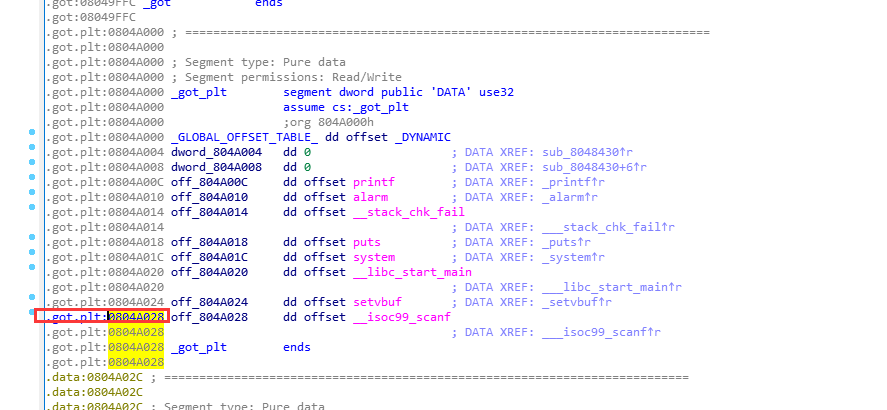 .got:08049FFC _got ends
.got:08049FFC
.got.plt:0804A000 ; ===========================================================================
.got.plt:0804A000
.got.plt:0804A000 ; Segment type: Pure data
.got.plt:0804A000 ; Segment permissions: Read/Write
.got.plt:0804A000 _got_plt segment dword public 'DATA' use32
.got.plt:0804A000 assume cs:_got_plt
.got.plt:0804A000 ;org 804A000h
.got.plt:0804A000 _GLOBAL_OFFSET_TABLE_ dd offset _DYNAMIC
.got.plt:0804A004 dword_804A004 dd 0 ; DATA XREF: sub_8048430↑r
.got.plt:0804A008 dword_804A008 dd 0 ; DATA XREF: sub_8048430+6↑r
.got.plt:0804A00C off_804A00C dd offset printf ; DATA XREF: _printf↑r
.got.plt:0804A010 off_804A010 dd offset alarm ; DATA XREF: _alarm↑r
.got.plt:0804A014 off_804A014 dd offset __stack_chk_fail
.got.plt:0804A014 ; DATA XREF: ___stack_chk_fail↑r
.got.plt:0804A018 off_804A018 dd offset puts ; DATA XREF: _puts↑r
.got.plt:0804A01C off_804A01C dd offset system ; DATA XREF: _system↑r
.got.plt:0804A020 off_804A020 dd offset __libc_start_main
.got.plt:0804A020 ; DATA XREF: ___libc_start_main↑r
.got.plt:0804A024 off_804A024 dd offset setvbuf ; DATA XREF: _setvbuf↑r
.got.plt:0804A028 off_804A028 dd offset __isoc99_scanf
.got.plt:0804A028 ; DATA XREF: ___isoc99_scanf↑r
.got.plt:0804A028 _got_plt ends
.got.plt:0804A028
.data:0804A02C ; ===========================================================================
.data:0804A02C
.data:0804A02C ; Segment type: Pure data